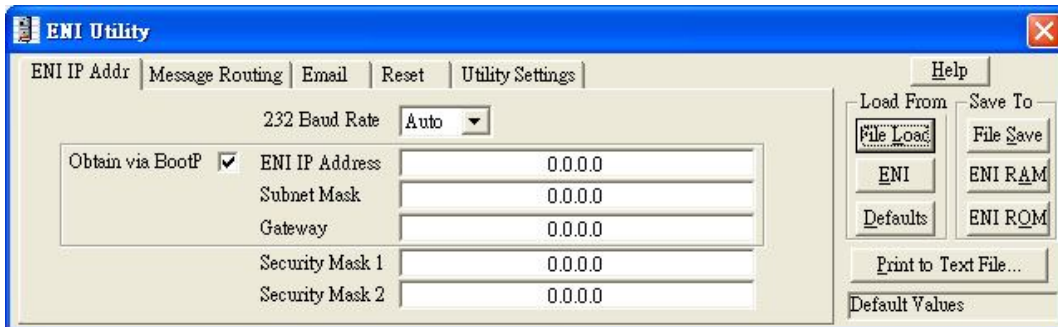 ENI Utility
ENI IP Addr Message Routing Email Reset Utility Settings
232 Baud Rate Auto
Obtain via BootP ENI IP Address 0.0.0.0
Subnet Mask 0.0.0.0
Gateway 0.0.0.0
Security Mask 1 0.0.0.0
Security Mask 2 0.0.0.0
Help
Load From Save To
File Load File Save
ENI ENI RAM
Defaults ENI ROM
Print to Text File...
Default Values